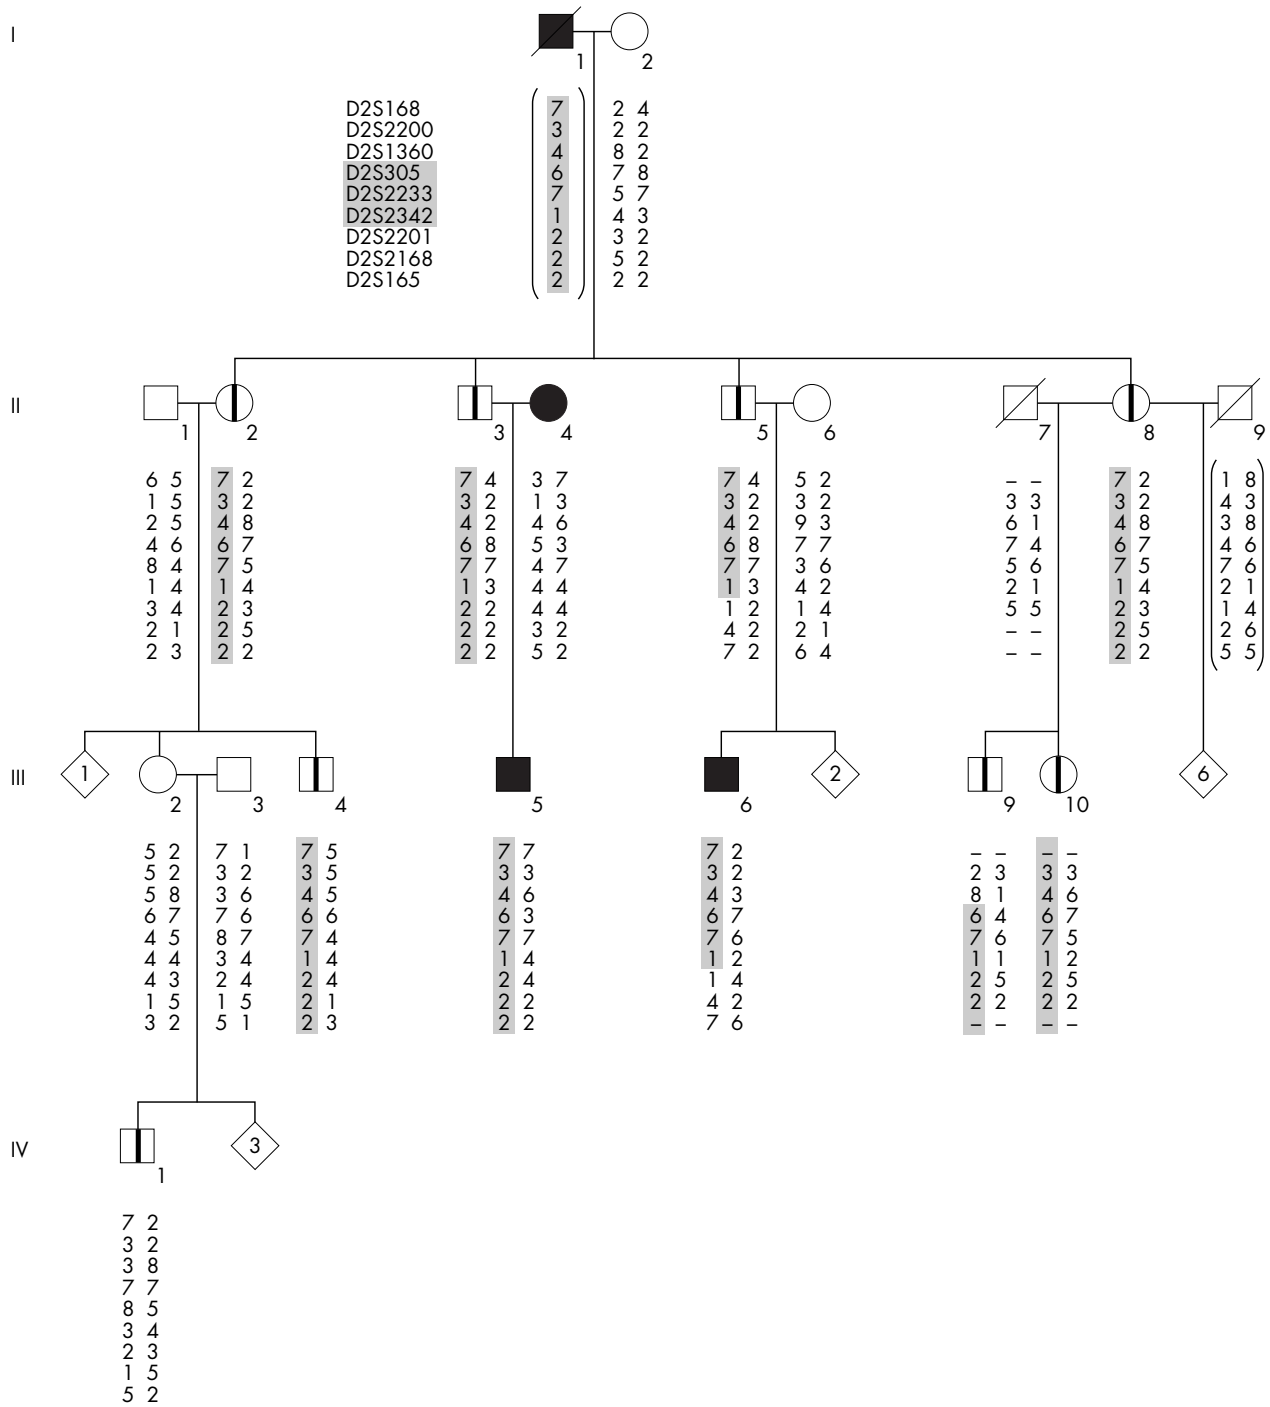 I
1 2
D2S168 7 2 4
D2S2200 3 2 2
D2S1360 4 8 2
D2S305 6 7 8
D2S2233 7 5 7
D2S2342 1 4 3
D2S2201 2 3 2
D2S2168 2 5 2
D2S165 2 2 2
II
1 2 3 4 5 6 7 8 9
6 5 7 2 7 4 3 7 7 4 5 2 – – 7 2 1 8
1 5 3 2 3 2 1 3 3 2 3 2 3 3 3 2 4 3
2 5 4 8 4 2 4 6 4 2 9 3 6 1 4 8 3 8
4 6 6 7 6 8 5 3 6 8 7 7 7 4 6 7 4 6
8 4 7 5 7 7 4 7 7 7 3 6 5 6 7 5 7 6
1 4 1 4 1 3 4 4 1 3 4 2 2 1 1 4 2 1
3 4 2 3 2 2 4 4 1 2 1 4 5 5 2 3 1 4
2 1 2 5 2 2 3 2 4 2 2 1 – – 2 5 2 6
2 3 2 2 2 2 5 2 7 2 6 4 – – 2 2 5 5
III
1 2 6
2 3 4 5 6 9 10
5 2 7 1 7 5 7 7 7 2 – – – –
5 2 3 2 3 5 3 3 3 2 2 3 3 3
5 8 3 6 4 5 4 6 4 3 8 1 4 6
6 7 7 6 6 6 6 3 6 7 6 4 6 7
4 5 8 7 7 4 7 7 7 6 7 6 7 5
4 4 3 4 1 4 1 4 1 2 1 1 1 2
4 3 2 4 2 4 2 4 1 4 2 5 2 5
1 5 1 5 2 1 2 2 4 2 2 2 2 2
3 2 5 1 2 3 2 2 7 6 – – – –
IV
3
1
7 2
3 2
3 8
7 7
8 5
3 4
2 3
1 5
5 2